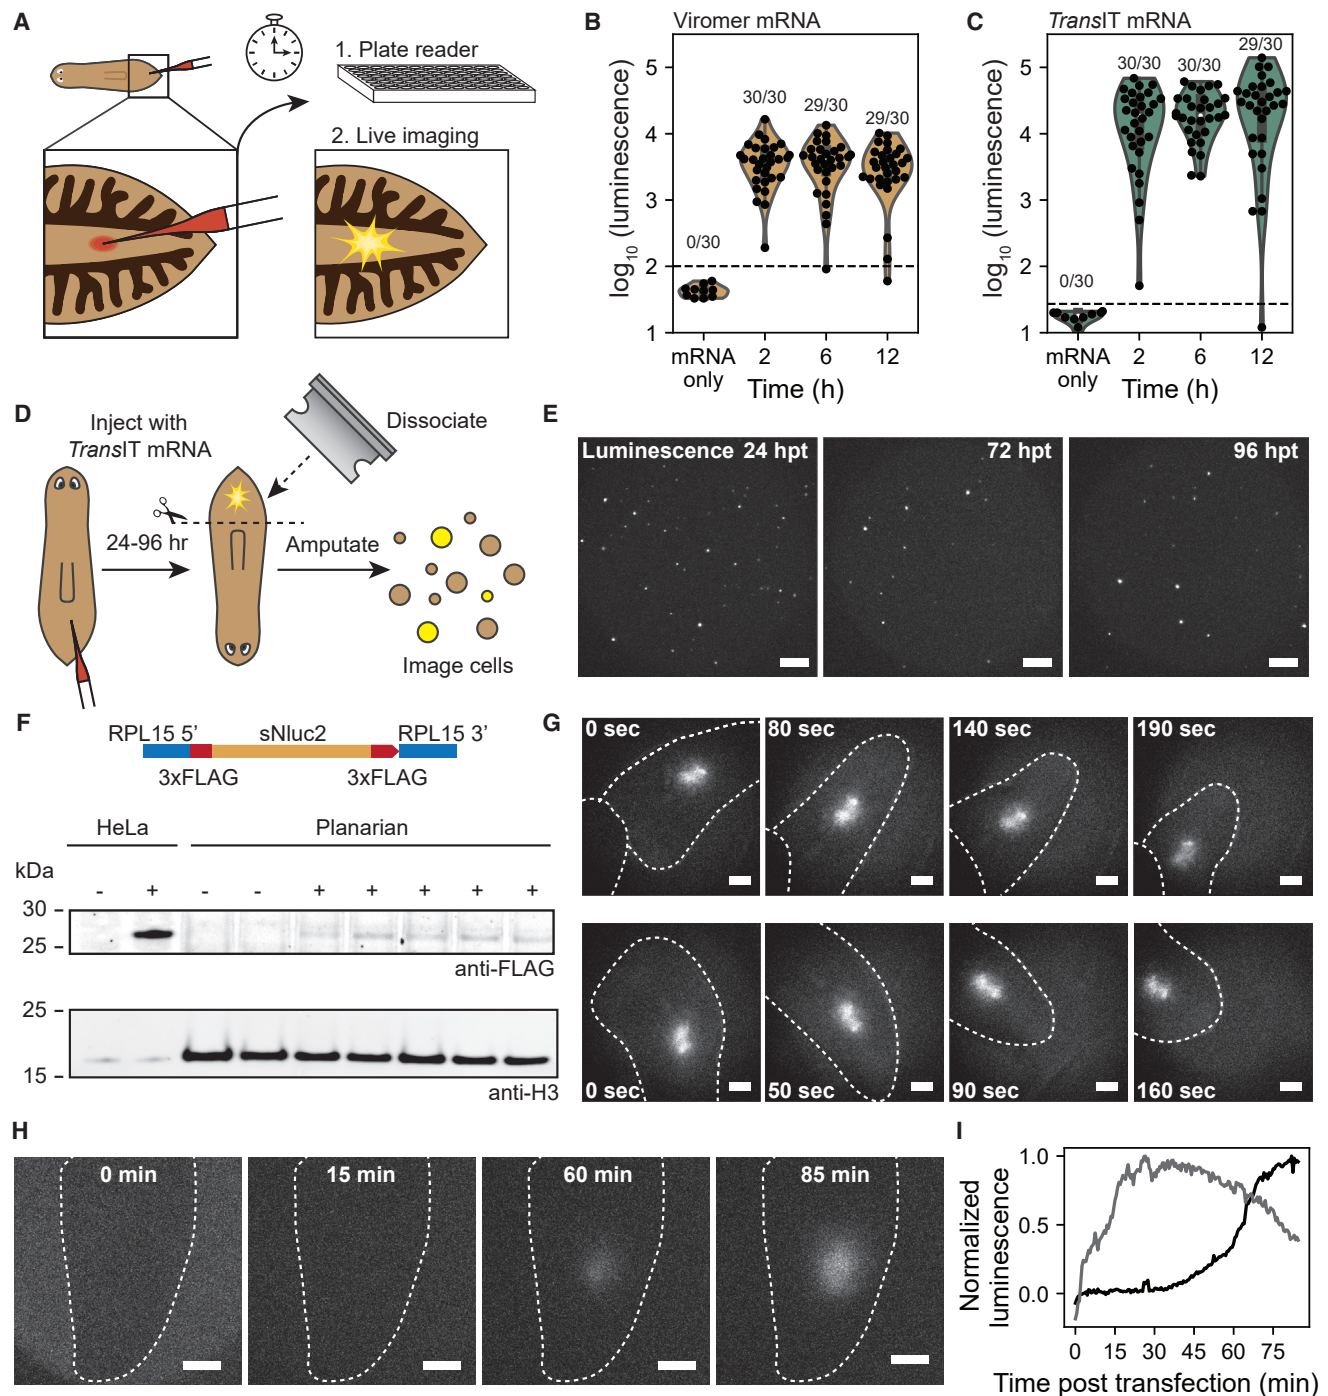 A
1. Plate reader
2. Live imaging
B
Viromer mRNA
log10 (luminescence)
5
4
3
2
1
30/30
29/30
29/30
0/30
mRNA only
2
6
12
Time (h)
C
TransIT mRNA
log10 (luminescence)
5
4
3
2
1
30/30
30/30
29/30
0/30
mRNA only
2
6
12
Time (h)
D
Inject with
TransIT mRNA
Dissociate
24-96 hr
Amputate
Image cells
E
Luminescence 24 hpt
72 hpt
96 hpt
F
RPL15 5’
sNluc2
RPL15 3’
3xFLAG
3xFLAG
HeLa
Planarian
kDa
- + - - + + + + +
30
25
anti-FLAG
25
15
anti-H3
G
0 sec
80 sec
140 sec
190 sec
0 sec
50 sec
90 sec
160 sec
H
0 min
15 min
60 min
85 min
I
Normalized
luminescence
1.0
0.5
0.0
0 15 30 45 60 75
Time post transfection (min)